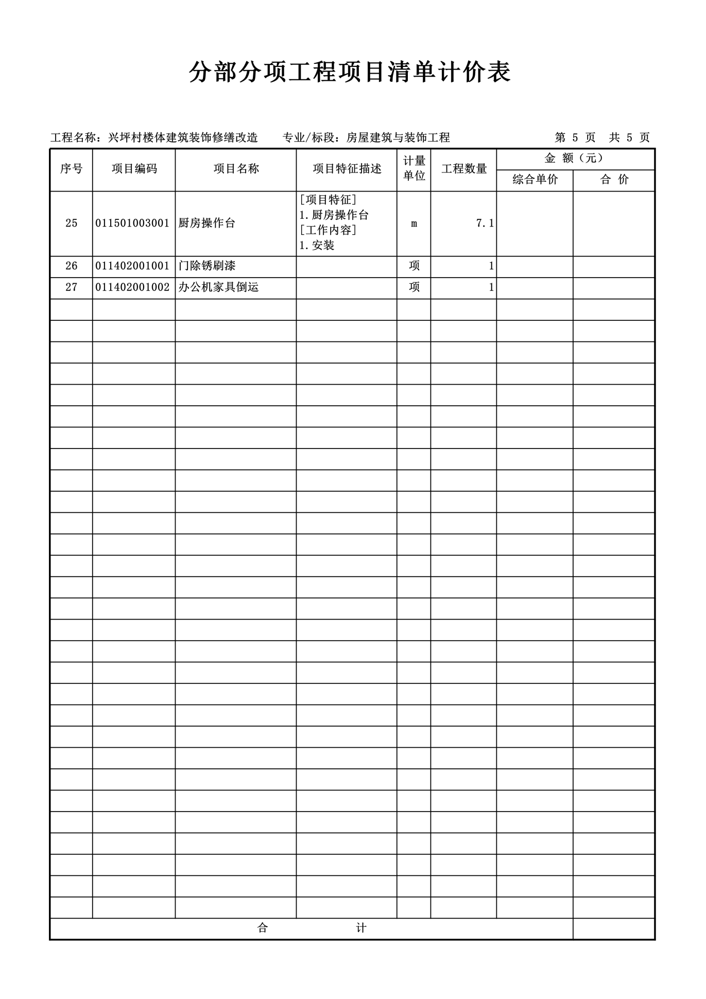 分部分项工程项目清单计价表
工程名称：兴坪村楼体建筑装饰修缮改造 专业/标段：房屋建筑与装饰工程 第 5 页 共 5 页
序号 项目编码 项目名称 项目特征描述 计量单位 工程数量 金 额（元）
综合单价 合 价
25 011501003001 厨房操作台 [项目特征]
1.厨房操作台
[工作内容]
1.安装 m 7.1
26 011402001001 门除锈刷漆 项 1
27 011402001002 办公机家具倒运 项 1
合 计